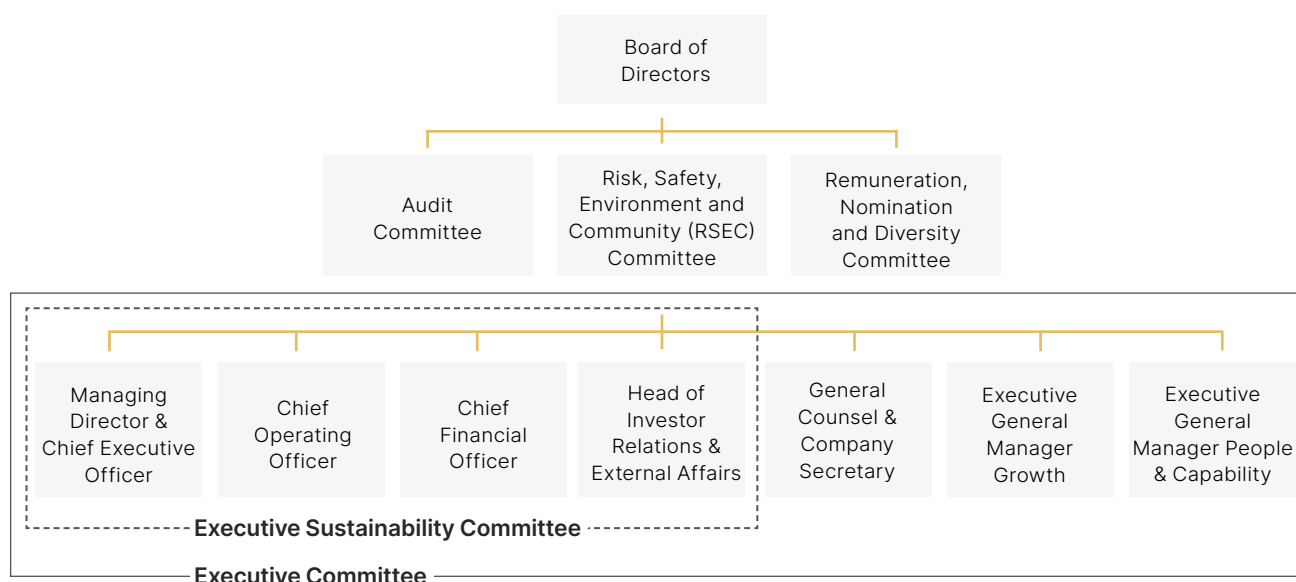 Board of
Directors
Audit
Committee
Risk, Safety,
Environment and
Community (RSEC)
Committee
Remuneration,
Nomination
and Diversity
Committee
Managing
Director &
Chief Executive
Officer
Chief
Operating
Officer
Chief
Financial
Officer
Head of
Investor
Relations &
External Affairs
General
Counsel &
Company
Secretary
Executive
General
Manager
Growth
Executive
General
Manager People
& Capability
Executive Sustainability Committee
Executive Committee